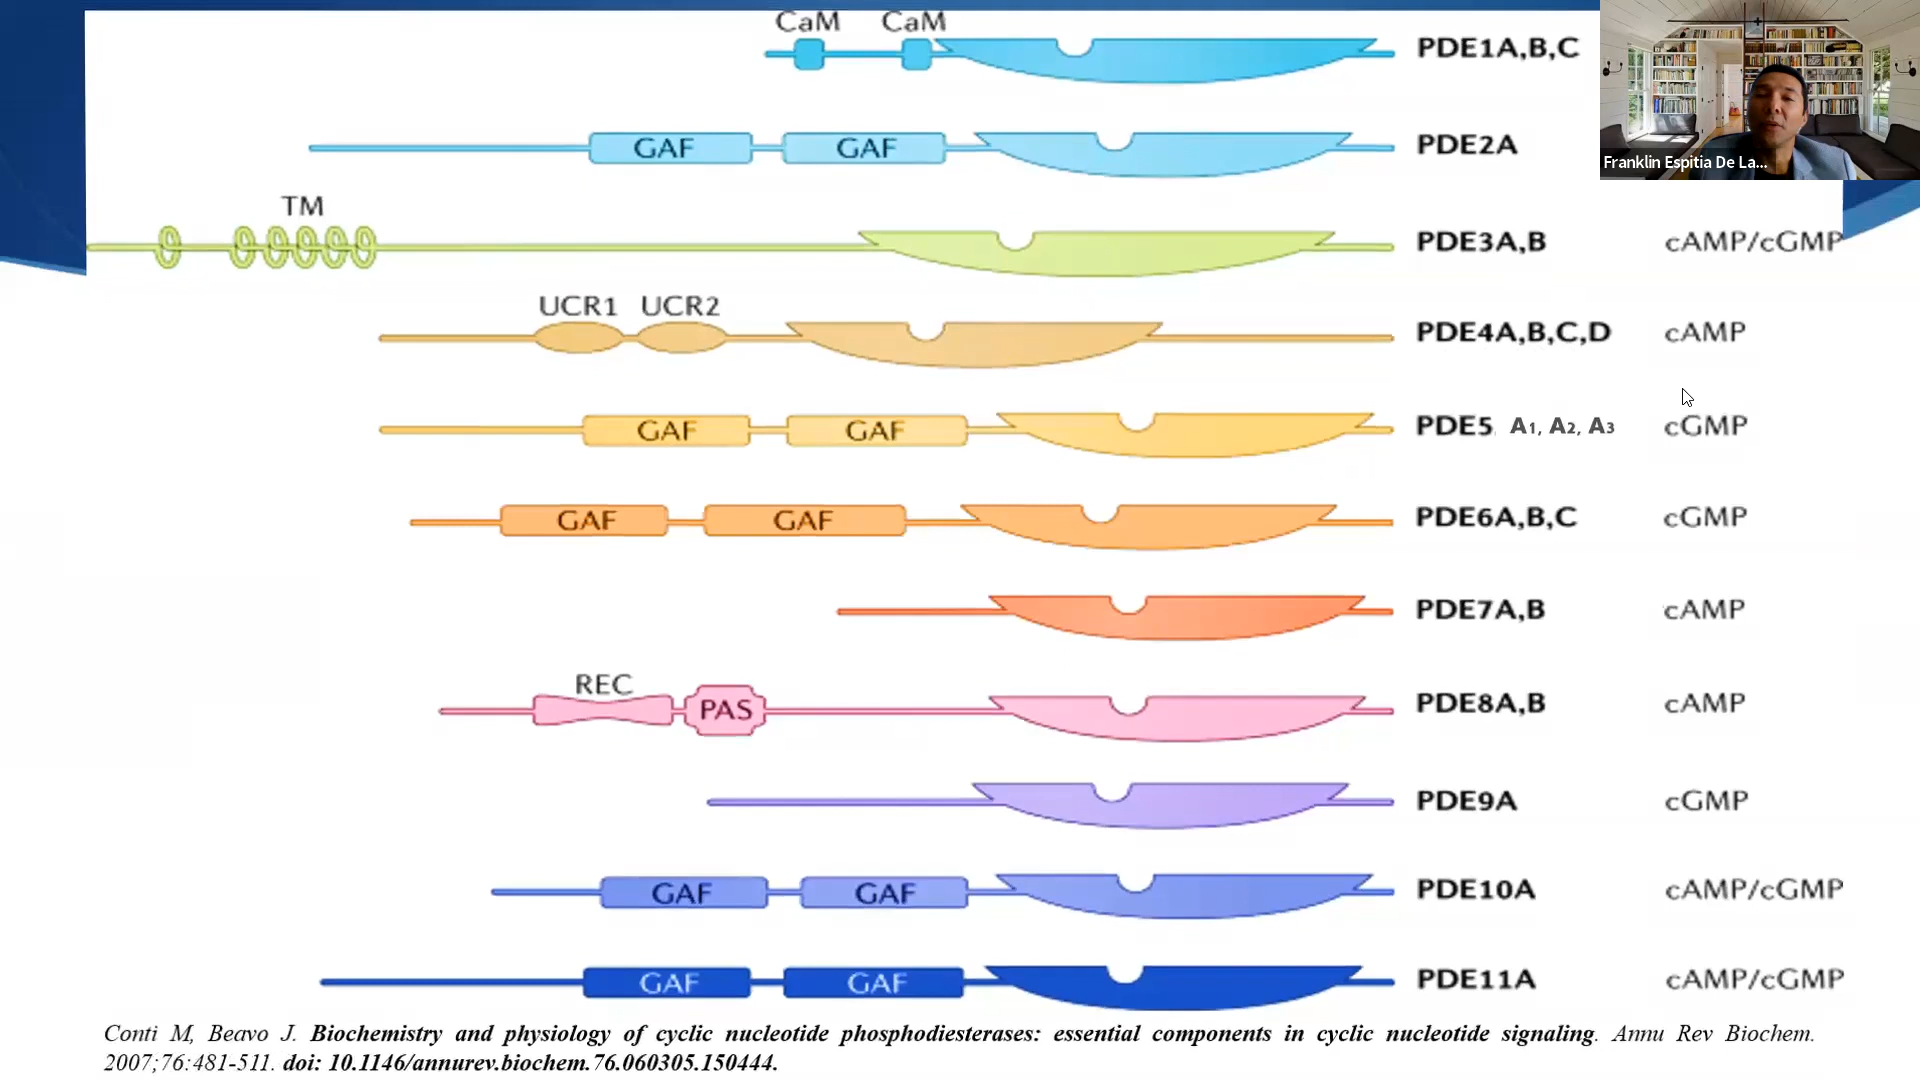 CaM CaM
PDE1A,B,C
Franklin Espitia De La...
GAF GAF PDE2A
TM
PDE3A,B cAMP/cGMP
UCR1 UCR2
PDE4A,B,C,D cAMP
GAF GAF PDE5 A1, A2, A3 cGMP
GAF GAF PDE6A,B,C cGMP
PDE7A,B cAMP
REC
PAS PDE8A,B cAMP
PDE9A cGMP
GAF GAF PDE10A cAMP/cGMP
GAF GAF PDE11A cAMP/cGMP
Conti M, Beavo J. Biochemistry and physiology of cyclic nucleotide phosphodiesterases: essential components in cyclic nucleotide signaling. Annu Rev Biochem.
2007;76:481-511. doi: 10.1146/annurev.biochem.76.060305.150444.